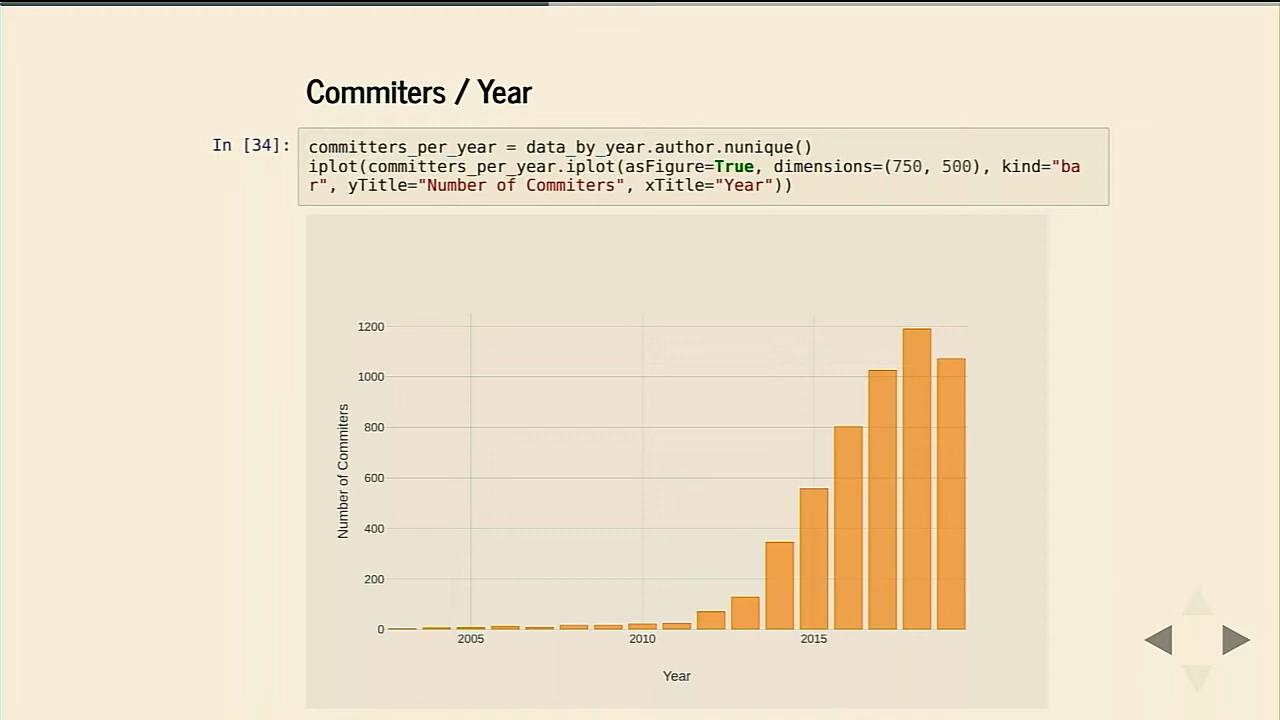 Commiters / Year
In [34]:
committers_per_year = data_by_year.author.nunique()
iplot(committers_per_year.iplot(asFigure=True, dimensions=(750, 500), kind="ba
r", yTitle="Number of Commiters", xTitle="Year"))
1200
1000
800
600
400
200
0
Number of Commiters
2005 2010 2015
Year